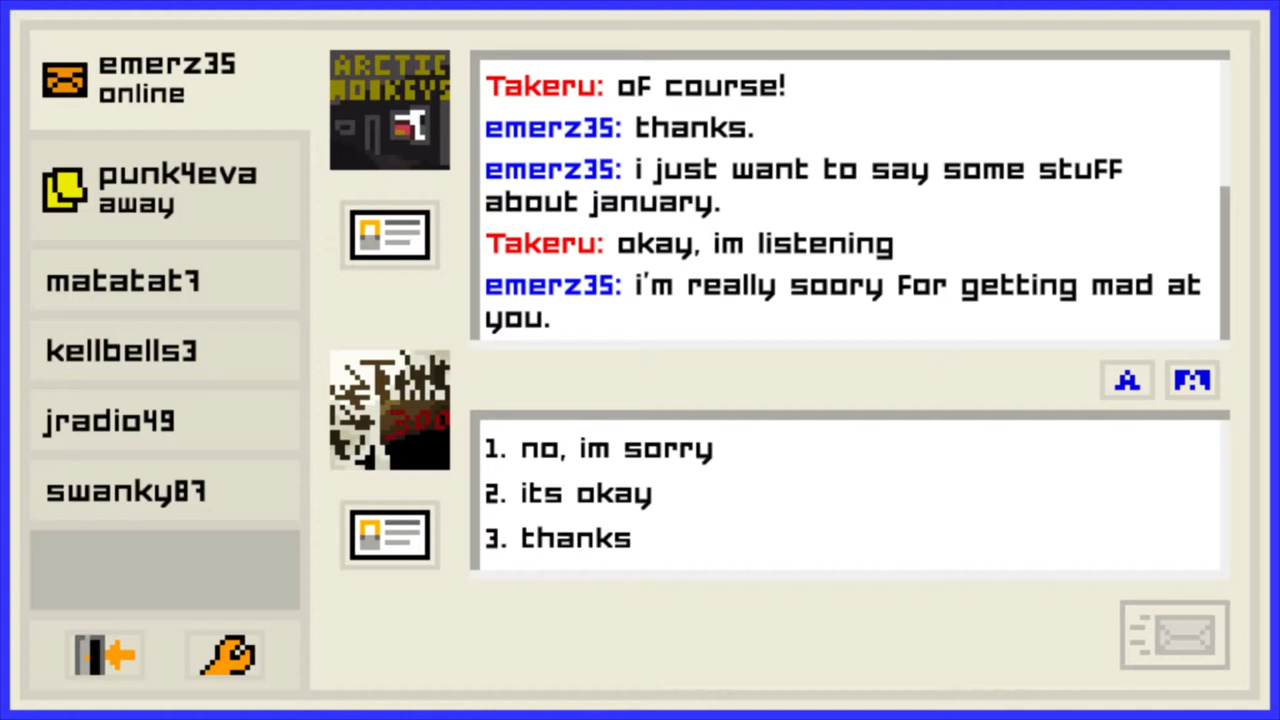 emerz35
online
punk4eva
away
matatat7
kellbells3
jradio49
swanky87
ARCTIC
MONKEYS
Takeru: of course!
emerz35: thanks.
emerz35: i just want to say some stuff
about january.
Takeru: okay, im listening
emerz35: i'm really soory for getting mad at
you.
A
1. no, im sorry
2. its okay
3. thanks